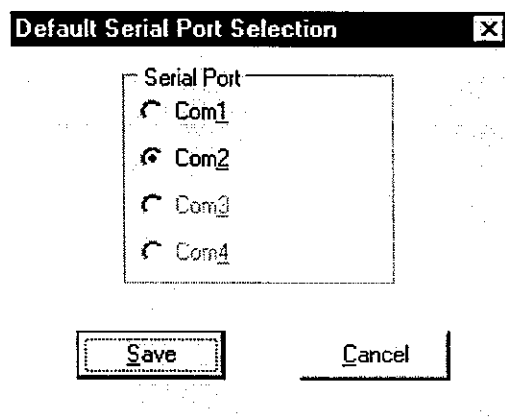 Default Serial Port Selection
Serial Port
Com1
Com2
Com3
Com4
Save
Cancel